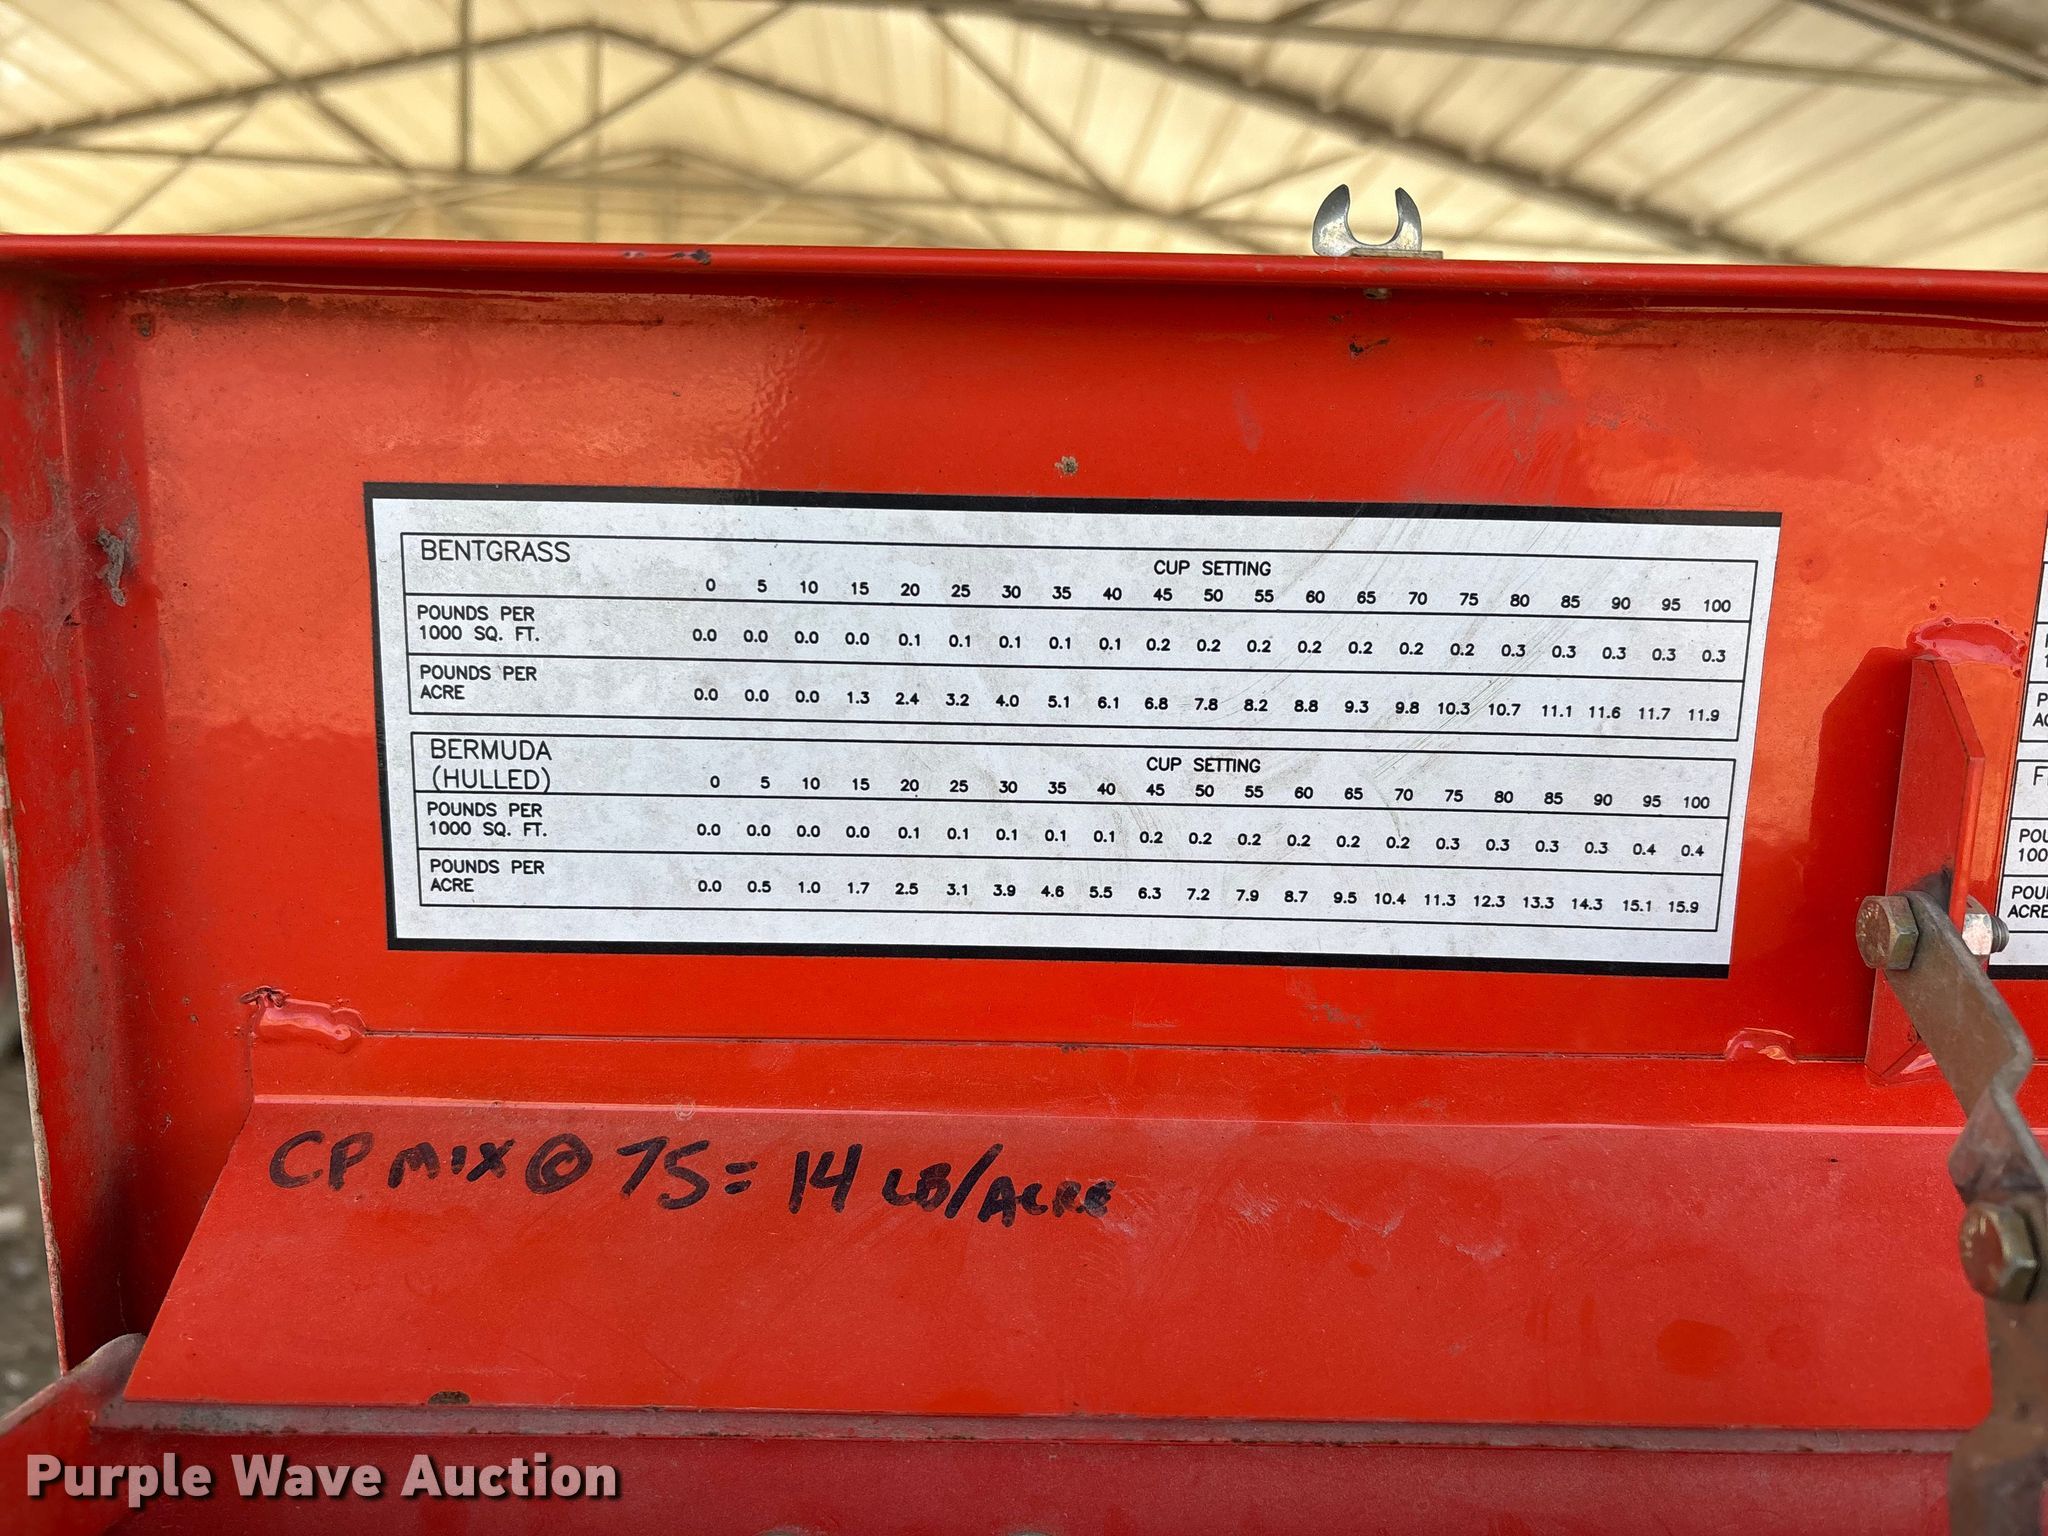 BENTGRASS
CUP SETTING
0 5 10 15 20 25 30 35 40 45 50 55 60 65 70 75 80 85 90 95 100
POUNDS PER
1000 SQ. FT.
0.0 0.0 0.0 0.0 0.1 0.1 0.1 0.1 0.1 0.2 0.2 0.2 0.2 0.2 0.2 0.2 0.3 0.3 0.3 0.3 0.3
POUNDS PER
ACRE
0.0 0.0 0.0 1.3 2.4 3.2 4.0 5.1 6.1 6.8 7.8 8.2 8.8 9.3 9.8 10.3 10.7 11.1 11.6 11.7 11.9
BERMUDA
(HULLED)
CUP SETTING
0 5 10 15 20 25 30 35 40 45 50 55 60 65 70 75 80 85 90 95 100
POUNDS PER
1000 SQ. FT.
0.0 0.0 0.0 0.0 0.1 0.1 0.1 0.1 0.1 0.2 0.2 0.2 0.2 0.2 0.2 0.3 0.3 0.3 0.3 0.4 0.4
POUNDS PER
ACRE
0.0 0.5 1.0 1.7 2.5 3.1 3.9 4.6 5.5 6.3 7.2 7.9 8.7 9.5 10.4 11.3 12.3 13.3 14.3 15.1 15.9
ACRE
CP MIX @ 75 = 14 LB/ACRE
Purple Wave Auction